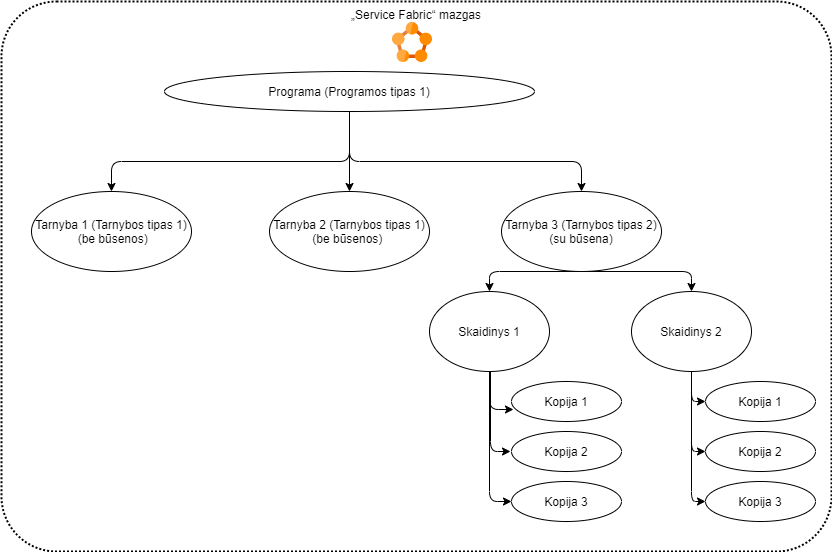 „Service Fabric“ mazgas
Programa (Programos tipas 1)
Tarnyba 1 (Tarnybos tipas 1)
(be būsenos)
Tarnyba 2 (Tarnybos tipas 1)
(be būsenos)
Tarnyba 3 (Tarnybos tipas 2)
(su būsena)
Skaidinys 1
Skaidinys 2
Kopija 1
Kopija 2
Kopija 3
Kopija 1
Kopija 2
Kopija 3